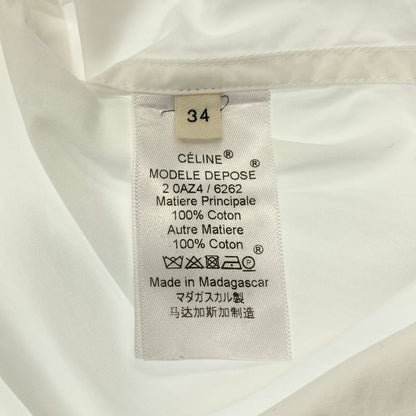 34
CÉLINE®
MODELE DEPOSE ®
2 0AZ4 / 6262
Matiere Principale
100% Coton
Autre Matiere
100% Coton ®
P
Made in Madagascar
マダガスカル製
马达加斯加制造